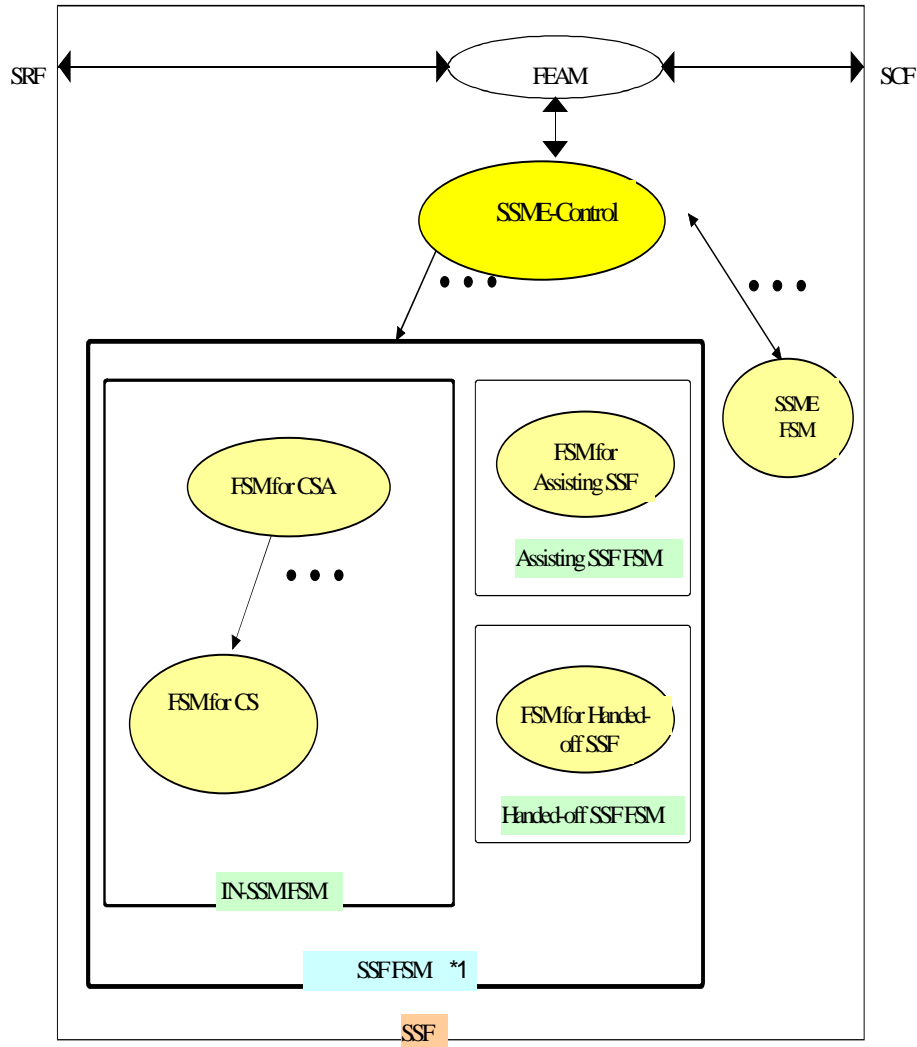 SRF
FEAM
SCF
SSME-Control
• • •
• • •
SSME
FSM
FSM for CSA
FSM for
Assisting SSF
Assisting SSF FSM
• • •
FSM for CS
FSM for Handed-
off SSF
Handed-off SSF FSM
IN-SSM FSM
SSF FSM *1
SSF